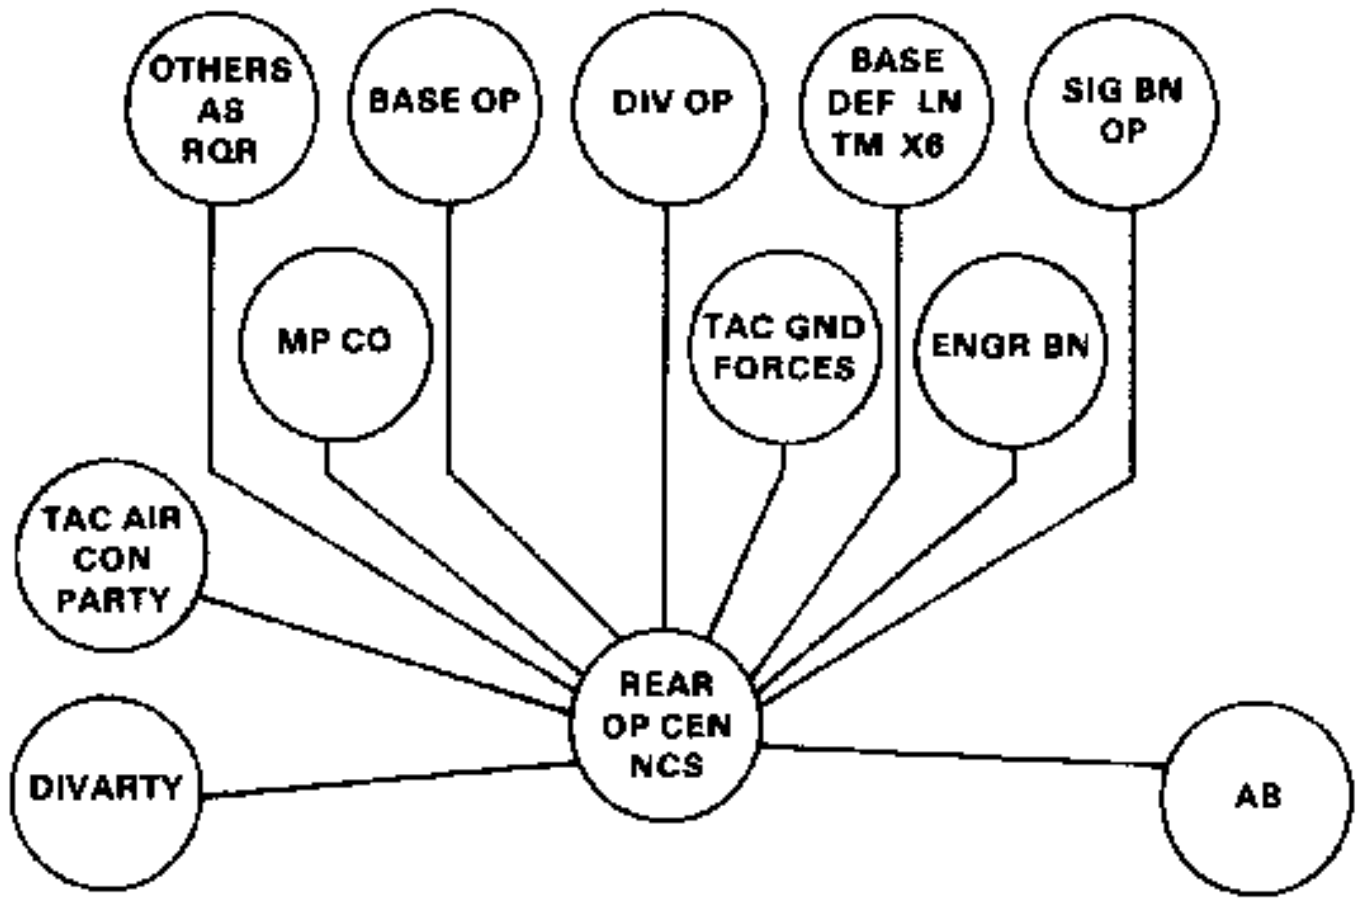 OTHERS
AS
RQR
BASE OP
DIV OP
BASE
DEF LN
TM X6
SIG BN
OP
MP CO
TAC GND
FORCES
ENGR BN
TAC AIR
CON
PARTY
REAR
OP CEN
NCS
DIVARTY
AB